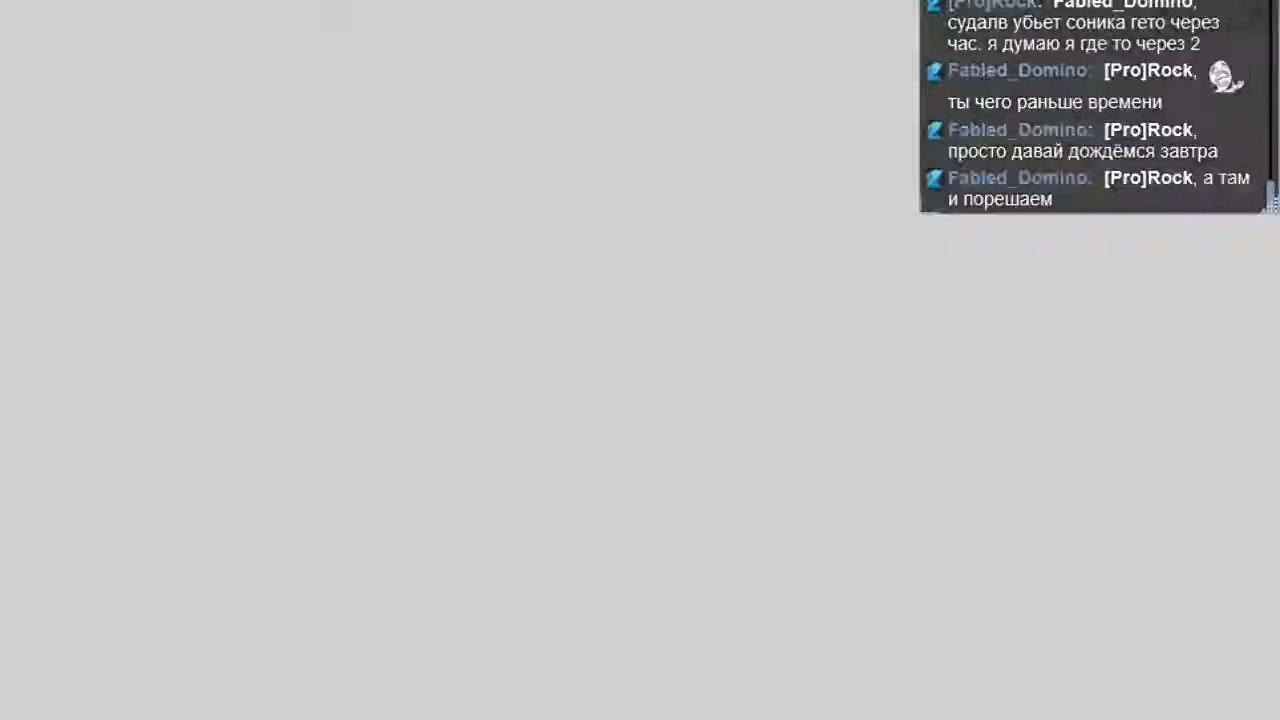 [Pro]Rock: Fabled_Domino,
судалв убьет соника гето через
час. я думаю я где то через 2
Fabled_Domino: [Pro]Rock,
ты чего раньше времени
Fabled_Domino: [Pro]Rock,
просто давай дождёмся завтра
Fabled_Domino: [Pro]Rock, а там
и порешаем